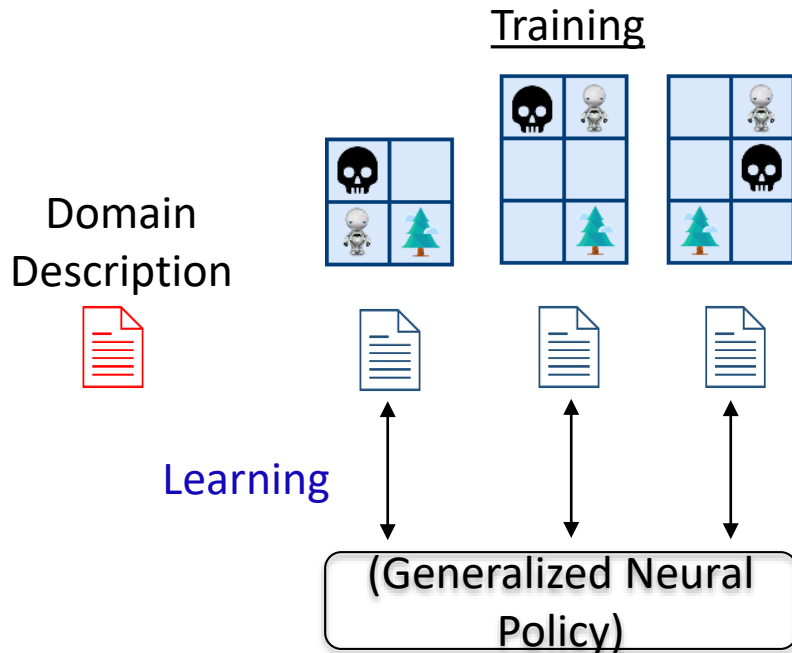 Training
Domain
Description
Learning
(Generalized Neural
Policy)